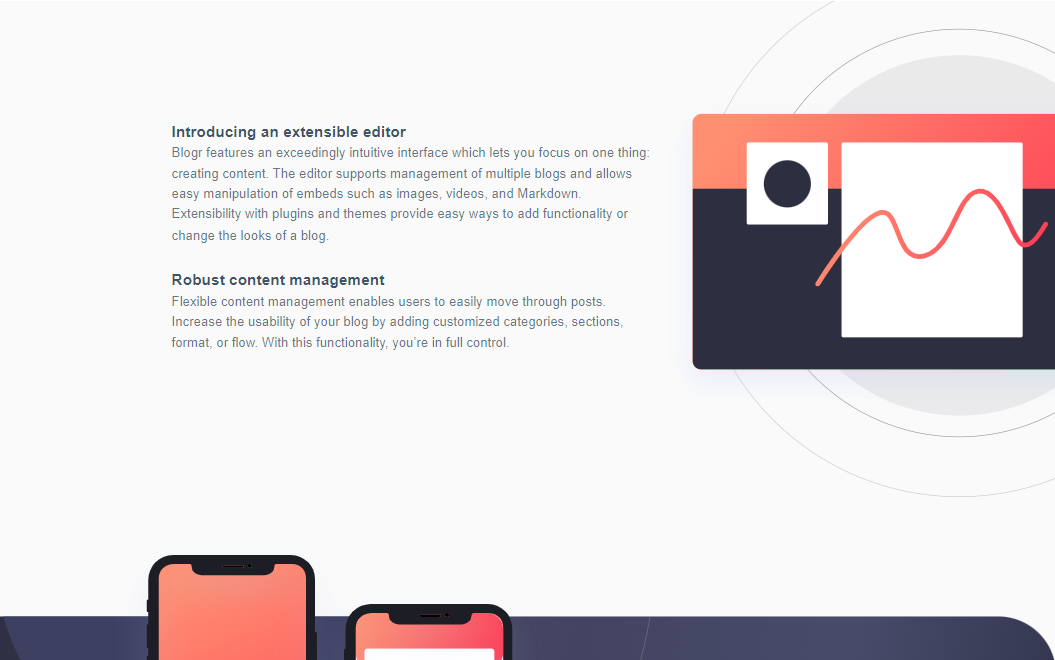 Introducing an extensible editor
Blogr features an exceedingly intuitive interface which lets you focus on one thing:
creating content. The editor supports management of multiple blogs and allows
easy manipulation of embeds such as images, videos, and Markdown.
Extensibility with plugins and themes provide easy ways to add functionality or
change the looks of a blog.
Robust content management
Flexible content management enables users to easily move through posts.
Increase the usability of your blog by adding customized categories, sections,
format, or flow. With this functionality, you’re in full control.